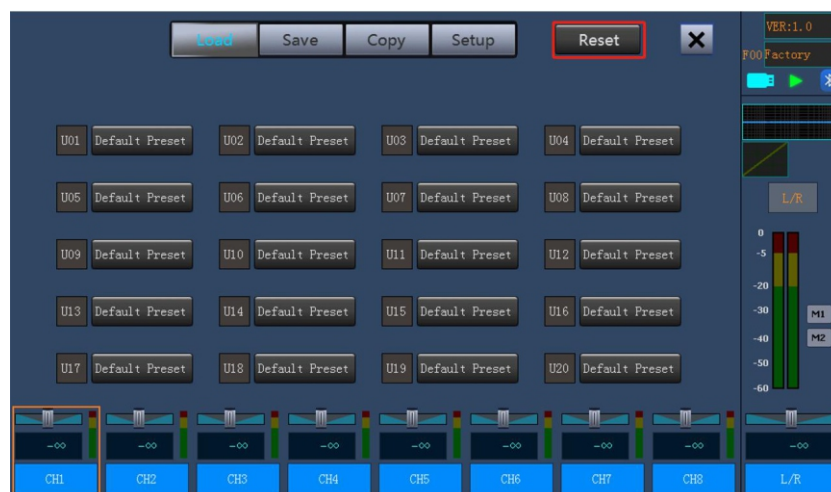 Load Save Copy Setup Reset X
VER:1.0
F00 Factory
U01 Default Preset U02 Default Preset U03 Default Preset U04 Default Preset
U05 Default Preset U06 Default Preset U07 Default Preset U08 Default Preset
L/R
U09 Default Preset U10 Default Preset U11 Default Preset U12 Default Preset
U13 Default Preset U14 Default Preset U15 Default Preset U16 Default Preset
U17 Default Preset U18 Default Preset U19 Default Preset U20 Default Preset
0
-5
-20
-30 M1
-40 M2
-50
-60
-∞ -∞ -∞ -∞ -∞ -∞ -∞ -∞ -∞
CH1 CH2 CH3 CH4 CH5 CH6 CH7 CH8 L/R